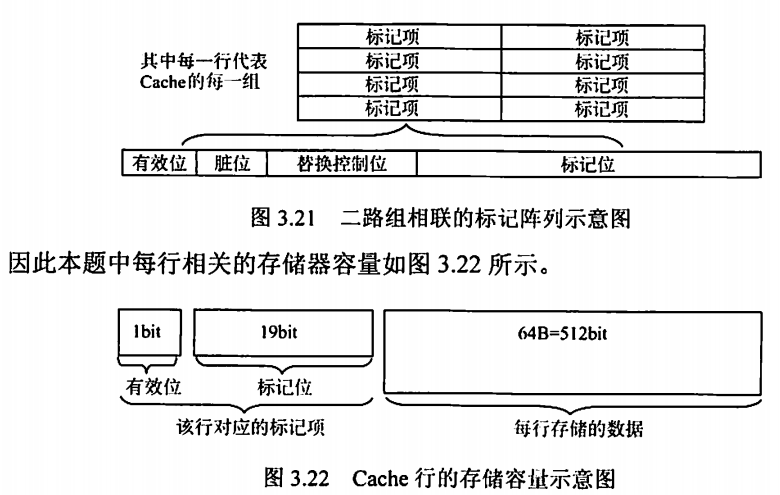 其中每一行代表
Cache的每一组
标记项 标记项
标记项 标记项
标记项 标记项
标记项 标记项
有效位 脏位 替换控制位 标记位
图 3.21 二路组相联的标记阵列示意图
因此本题中每行相关的存储器容量如图 3.22 所示。
1bit 19bit 64B=512bit
有效位 标记位
该行对应的标记项 每行存储的数据
图 3.22 Cache 行的存储容量示意图